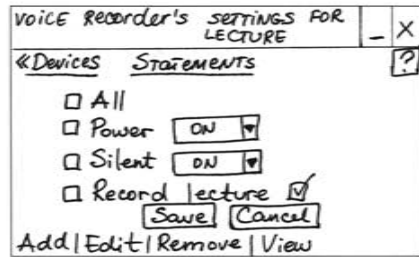 VOICE RECORDER'S SETTINGS FOR
LECTURE
_ X
«Devices STATEMENTS ?
All
Power ON
Silent ON
Record lecture
Save Cancel
Add | Edit | Remove | View